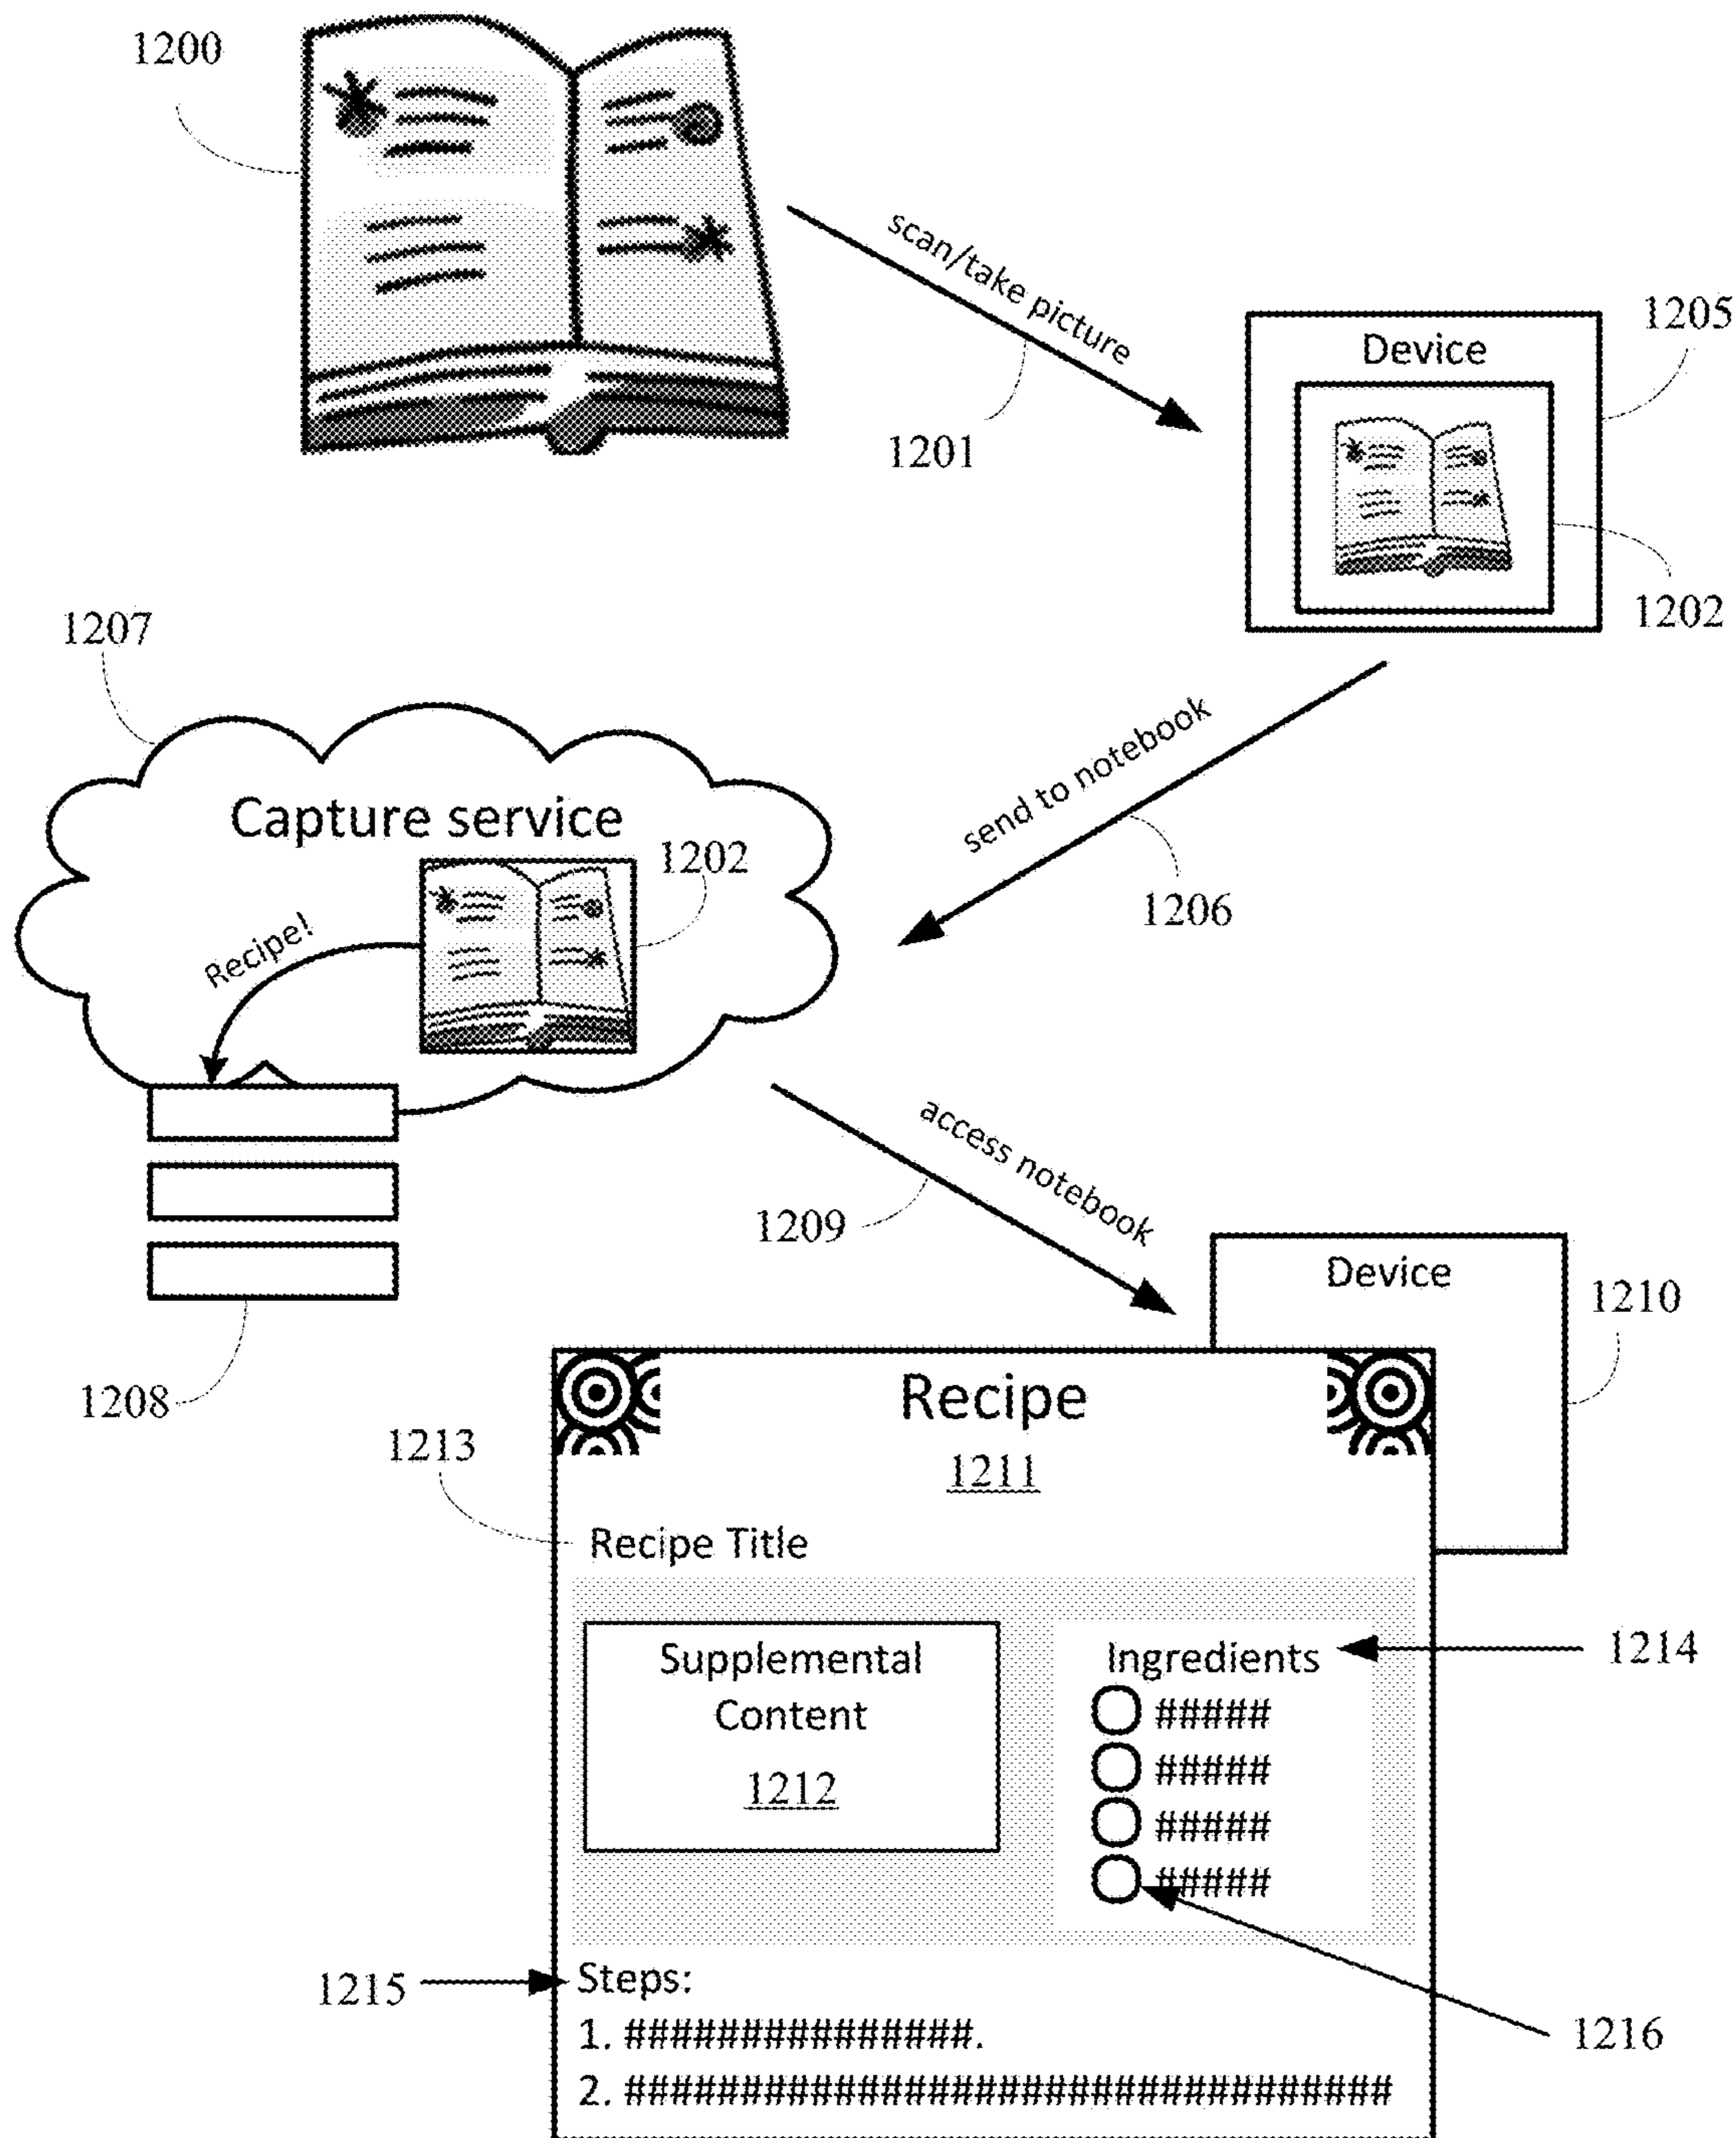 1200
scan/take picture
1201
1205
Device
1202
1207
send to notebook
1206
Capture service
1202
Recipe!
access notebook
1209
Device
1210
1208
Recipe
1211
1213
Recipe Title
Supplemental
Content
1212
Ingredients
1214
#####
#####
#####
#####
1215
Steps:
1. ###############.
2. #################################
1216